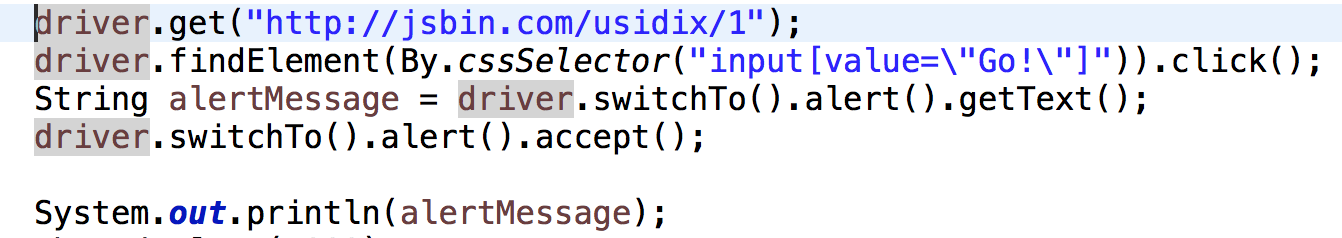 driver.get("http://jsbin.com/usidix/1");
driver.findElement(By.cssSelector("input[value=\"Go!\"]")).click();
String alertMessage = driver.switchTo().alert().getText();
driver.switchTo().alert().accept();
System.out.println(alertMessage);